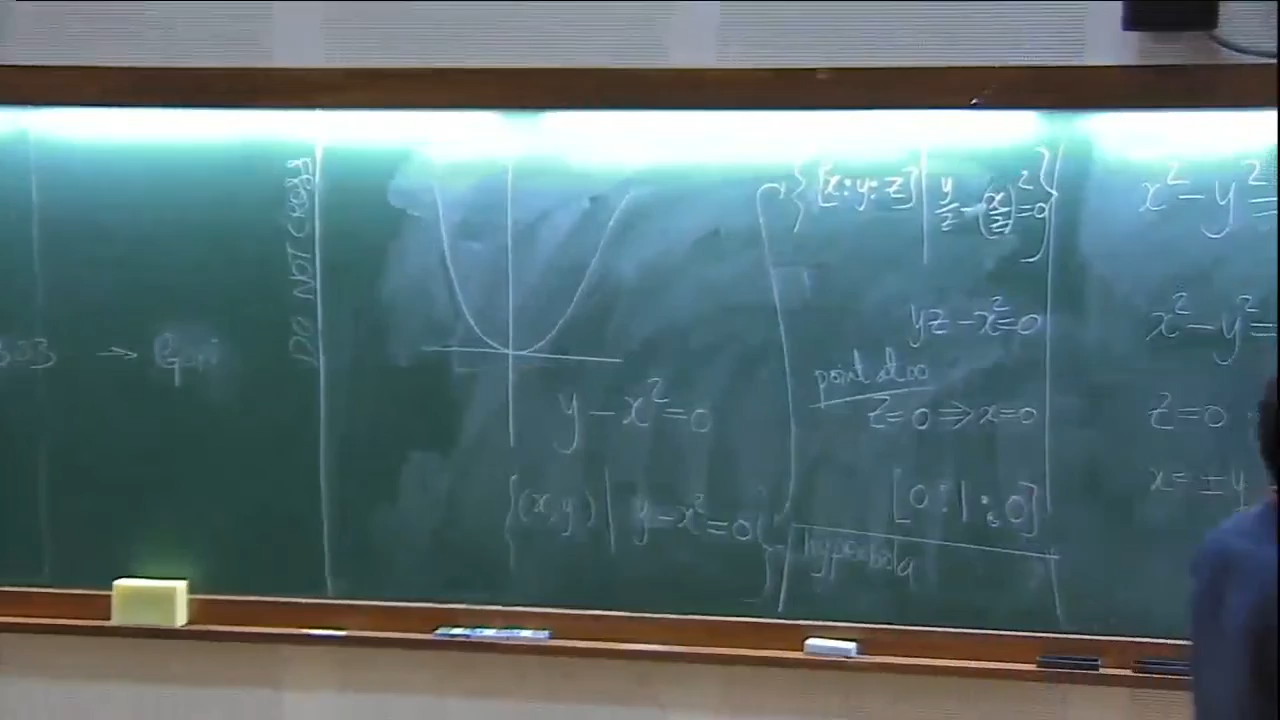 DO NOT CROSS
→ Gopi
y - x² = 0
{(x,y) | y - x² = 0}
{[x:y:z] | y/z - (x/z)² = 0}
yz - x² = 0
point at ∞
z = 0 ⇒ x = 0
[0:1:0]
hyperbola
x² - y² =
x² - y² =
z = 0
x = ± y